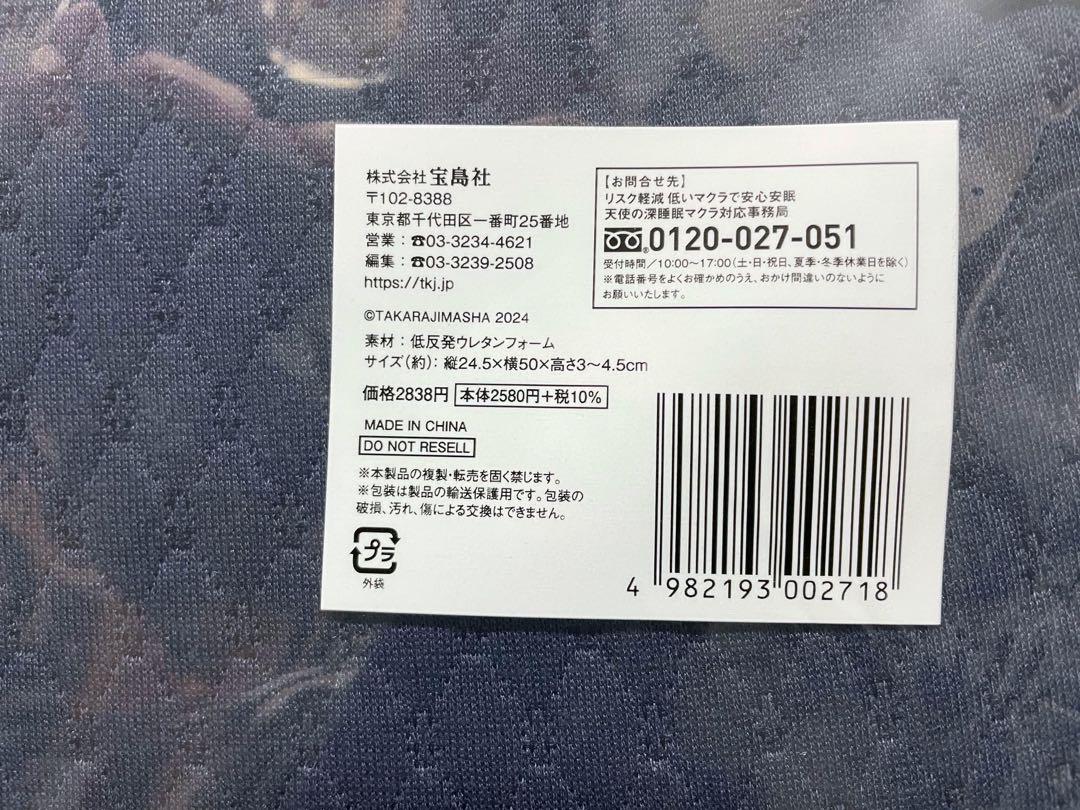 株式会社 宝島社
〒102-8388
東京都千代田区一番町25番地
営業：☎03-3234-4621
編集：☎03-3239-2508
https://tkj.jp
©TAKARAJIMASHA 2024
素材：低反発ウレタンフォーム
サイズ（約）：縦24.5×横50×高さ3〜4.5cm
価格2838円 本体2580円＋税10%
MADE IN CHINA
DO NOT RESELL
※本製品の複製・転売を固く禁じます。
※包装は製品の輸送保護用です。包装の
破損、汚れ、傷による交換はできません。
プラ
外袋
【お問合せ先】
リスク軽減 低いマクラで安心安眠
天使の深睡眠マクラ対応事務局
0120-027-051
受付時間／10:00〜17:00（土・日・祝日、夏季・冬季休業日を除く）
※電話番号をよくお確かめのうえ、おかけ間違いのないように
お願いいたします。
4 982193 002718